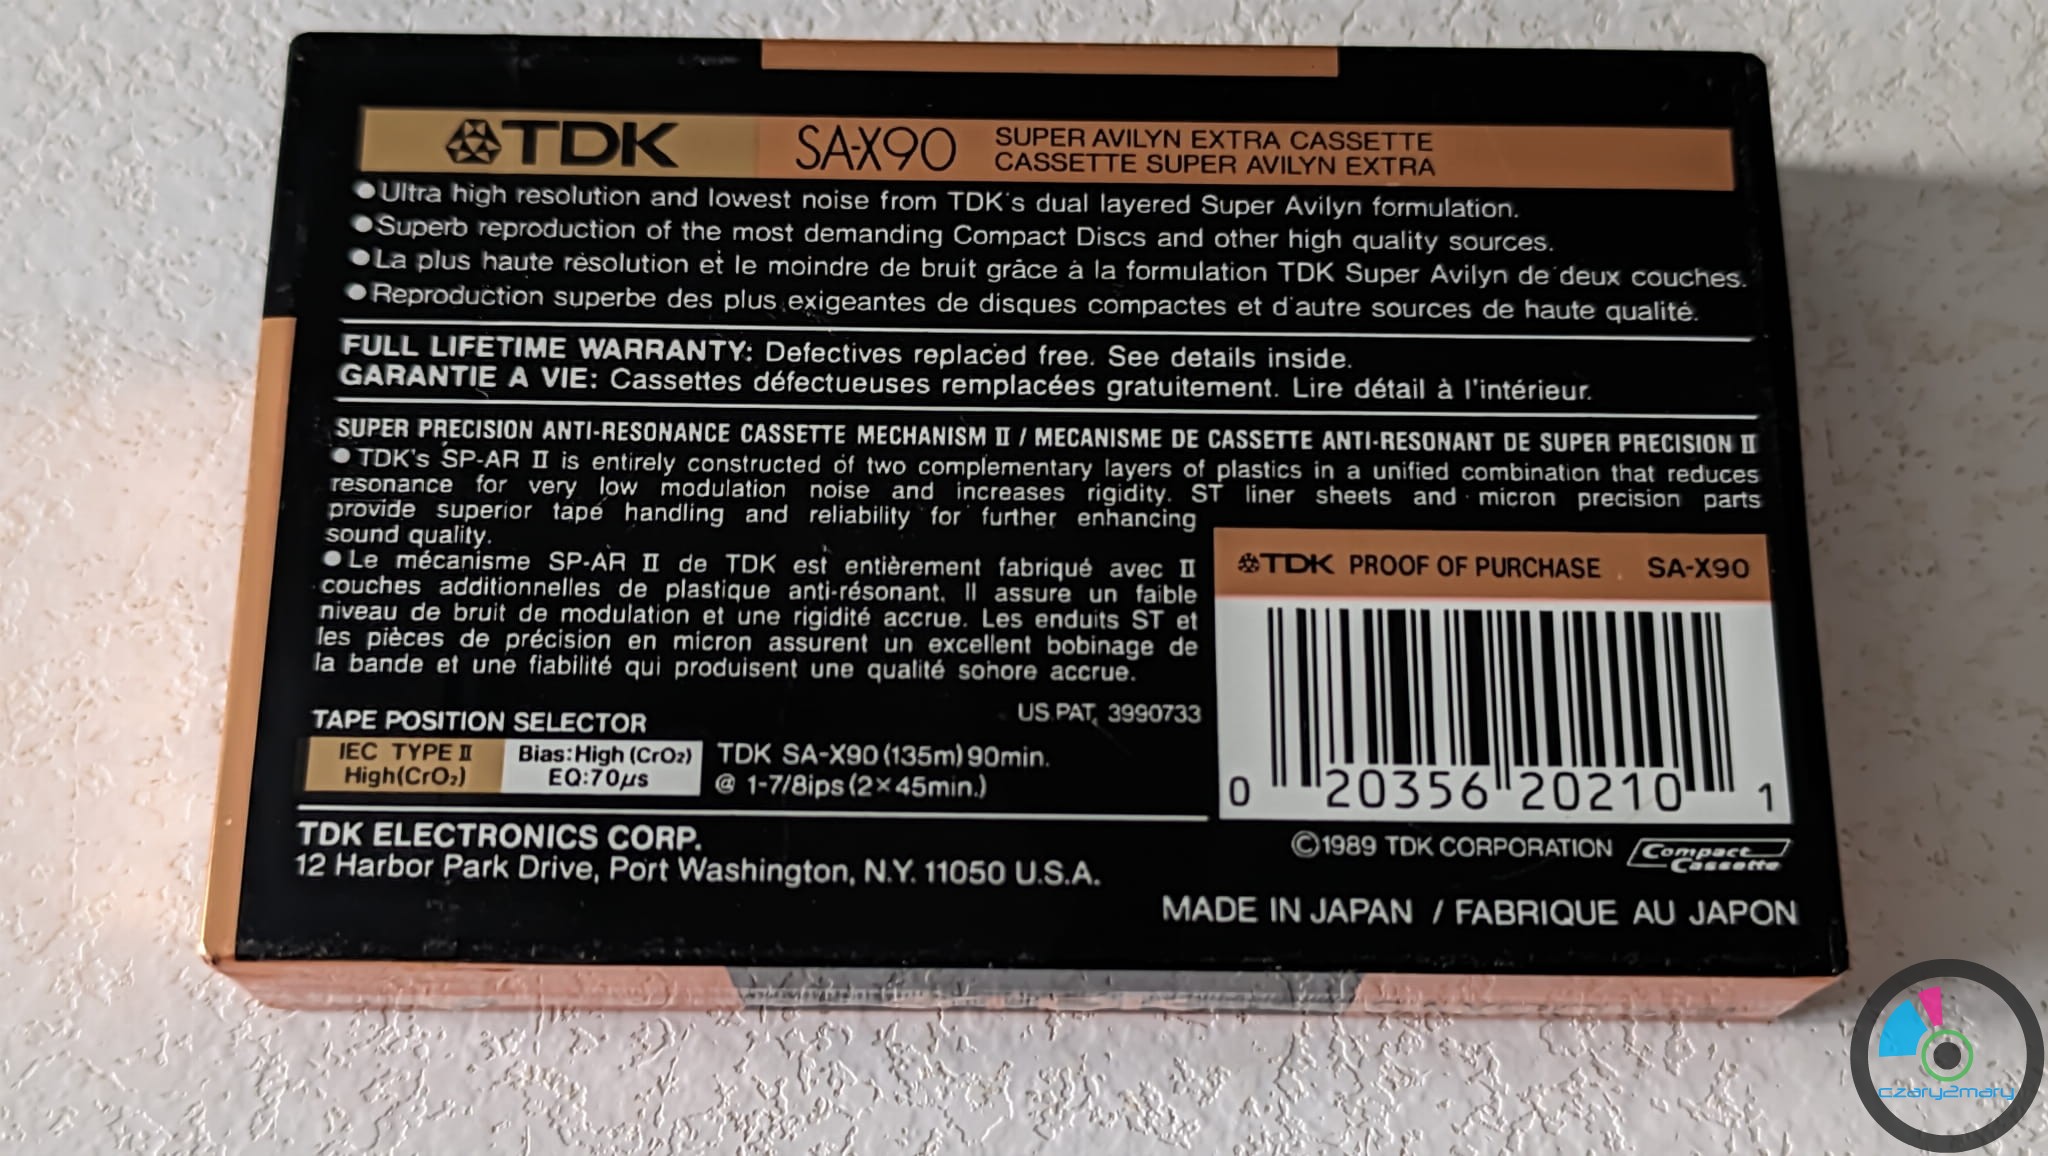 TDK SA-X90 SUPER AVILYN EXTRA CASSETTE
CASSETTE SUPER AVILYN EXTRA
●Ultra high resolution and lowest noise from TDK's dual layered Super Avilyn formulation.
●Superb reproduction of the most demanding Compact Discs and other high quality sources.
●La plus haute résolution et le moindre de bruit grâce à la formulation TDK Super Avilyn de deux couches.
●Reproduction superbe des plus exigeantes de disques compactes et d'autre sources de haute qualité.
FULL LIFETIME WARRANTY: Defectives replaced free. See details inside.
GARANTIE A VIE: Cassettes défectueuses remplacées gratuitement. Lire détail à l'intérieur.
SUPER PRECISION ANTI-RESONANCE CASSETTE MECHANISM II / MECANISME DE CASSETTE ANTI-RESONANT DE SUPER PRECISION II
●TDK's SP-AR II is entirely constructed of two complementary layers of plastics in a unified combination that reduces
resonance for very low modulation noise and increases rigidity. ST liner sheets and micron precision parts
provide superior tape handling and reliability for further enhancing
sound quality.
●Le mécanisme SP-AR II de TDK est entièrement fabriqué avec II
couches additionnelles de plastique anti-résonant. Il assure un faible
niveau de bruit de modulation et une rigidité accrue. Les enduits ST et
les pièces de précision en micron assurent un excellent bobinage de
la bande et une fiabilité qui produisent une qualité sonore accrue.
US.PAT, 3990733
TAPE POSITION SELECTOR
IEC TYPE II
High(CrO₂)
Bias:High (CrO₂)
EQ:70µs
TDK SA-X90 (135m) 90min.
@ 1-7/8ips (2×45min.)
TDK PROOF OF PURCHASE SA-X90
0 20356 20210 1
TDK ELECTRONICS CORP.
12 Harbor Park Drive, Port Washington, N.Y. 11050 U.S.A.
©1989 TDK CORPORATION Compact Cassette
MADE IN JAPAN / FABRIQUE AU JAPON
czary2mary